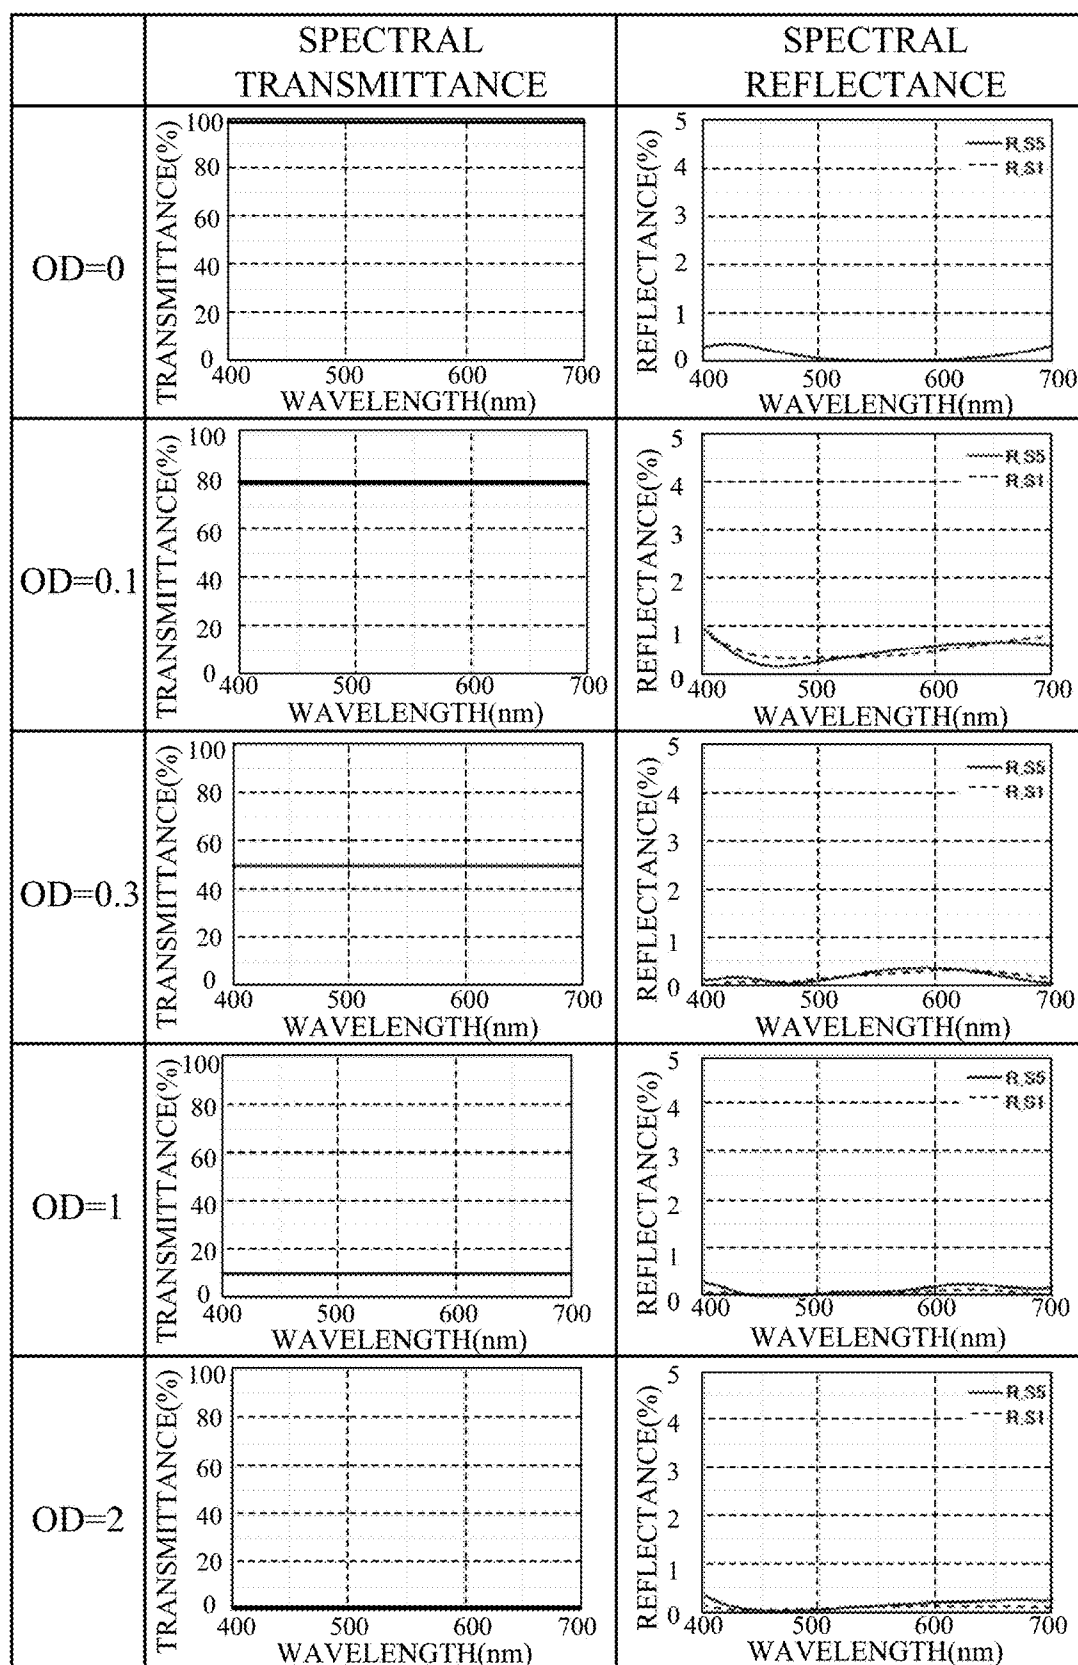 SPECTRAL
TRANSMITTANCE
SPECTRAL
REFLECTANCE
OD=0
TRANSMITTANCE(%)
100
80
60
40
20
0
400
500
600
700
WAVELENGTH(nm)
REFLECTANCE(%)
5
4
3
2
1
0
R,S5
R,S1
400
500
600
700
WAVELENGTH(nm)
OD=0.1
TRANSMITTANCE(%)
100
80
60
40
20
0
400
500
600
700
WAVELENGTH(nm)
REFLECTANCE(%)
5
4
3
2
1
0
R,S5
R,S1
400
500
600
700
WAVELENGTH(nm)
OD=0.3
TRANSMITTANCE(%)
100
80
60
40
20
0
400
500
600
700
WAVELENGTH(nm)
REFLECTANCE(%)
5
4
3
2
1
0
R,S5
R,S1
400
500
600
700
WAVELENGTH(nm)
OD=1
TRANSMITTANCE(%)
100
80
60
40
20
0
400
500
600
700
WAVELENGTH(nm)
REFLECTANCE(%)
5
4
3
2
1
0
R,S5
R,S1
400
500
600
700
WAVELENGTH(nm)
OD=2
TRANSMITTANCE(%)
100
80
60
40
20
0
400
500
600
700
WAVELENGTH(nm)
REFLECTANCE(%)
5
4
3
2
1
0
R,S5
R,S1
400
500
600
700
WAVELENGTH(nm)